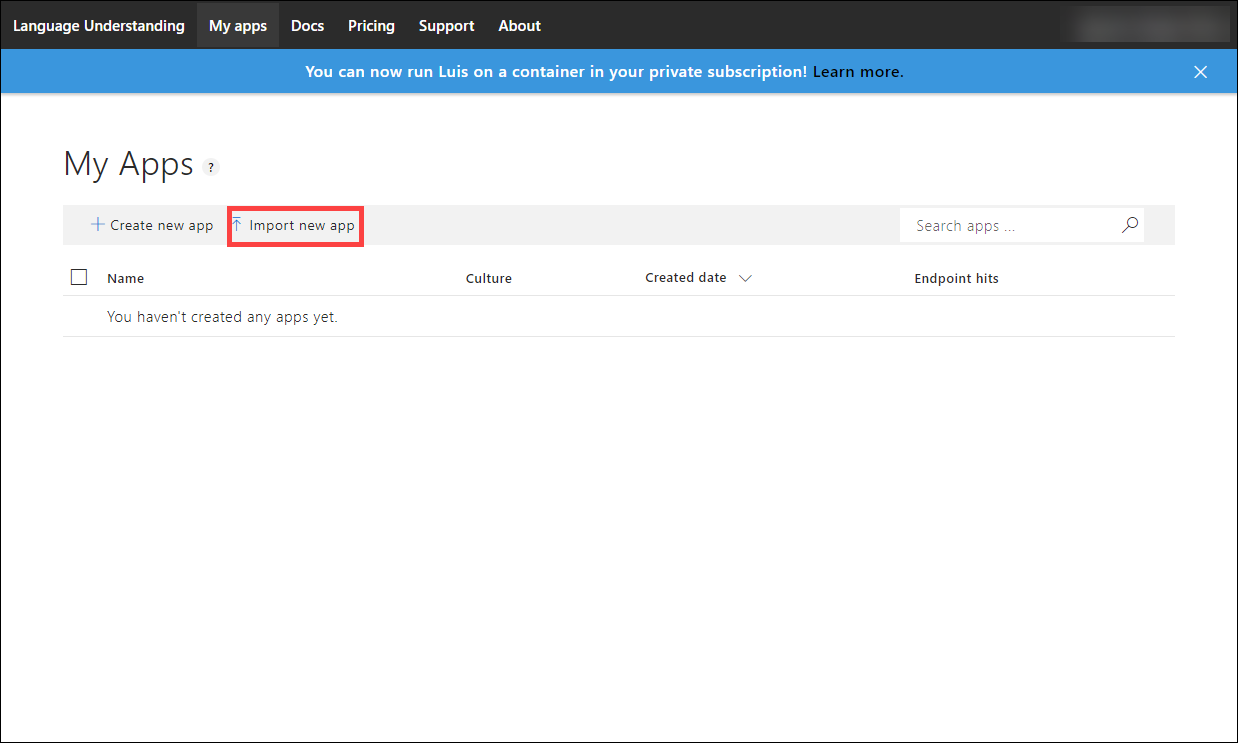 Language Understanding My apps Docs Pricing Support About
You can now run Luis on a container in your private subscription! Learn more.
My Apps ?
Create new app Import new app Search apps ...
Name Culture Created date Endpoint hits
You haven't created any apps yet.